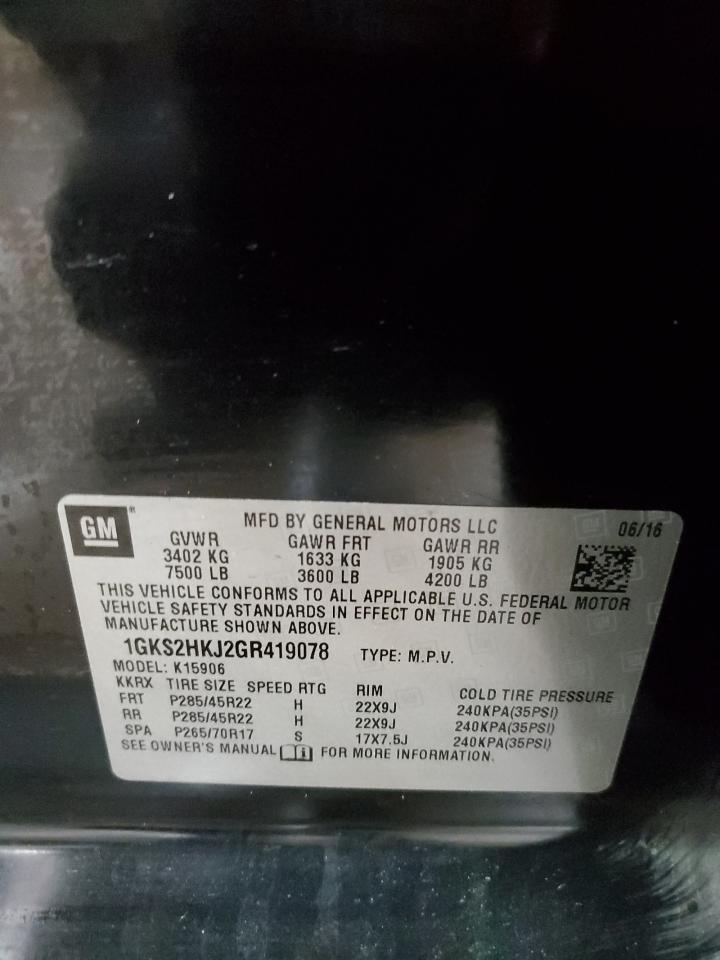 GM
MFD BY GENERAL MOTORS LLC 06/16
GVWR GAWR FRT GAWR RR
3402 KG 1633 KG 1905 KG
7500 LB 3600 LB 4200 LB
THIS VEHICLE CONFORMS TO ALL APPLICABLE U.S. FEDERAL MOTOR
VEHICLE SAFETY STANDARDS IN EFFECT ON THE DATE OF
MANUFACTURE SHOWN ABOVE.
1GKS2HKJ2GR419078 TYPE: M.P.V.
MODEL: K15906
KKRX TIRE SIZE SPEED RTG RIM COLD TIRE PRESSURE
FRT P285/45R22 H 22X9J 240KPA(35PSI)
RR P285/45R22 H 22X9J 240KPA(35PSI)
SPA P265/70R17 S 17X7.5J 240KPA(35PSI)
SEE OWNER'S MANUAL FOR MORE INFORMATION.